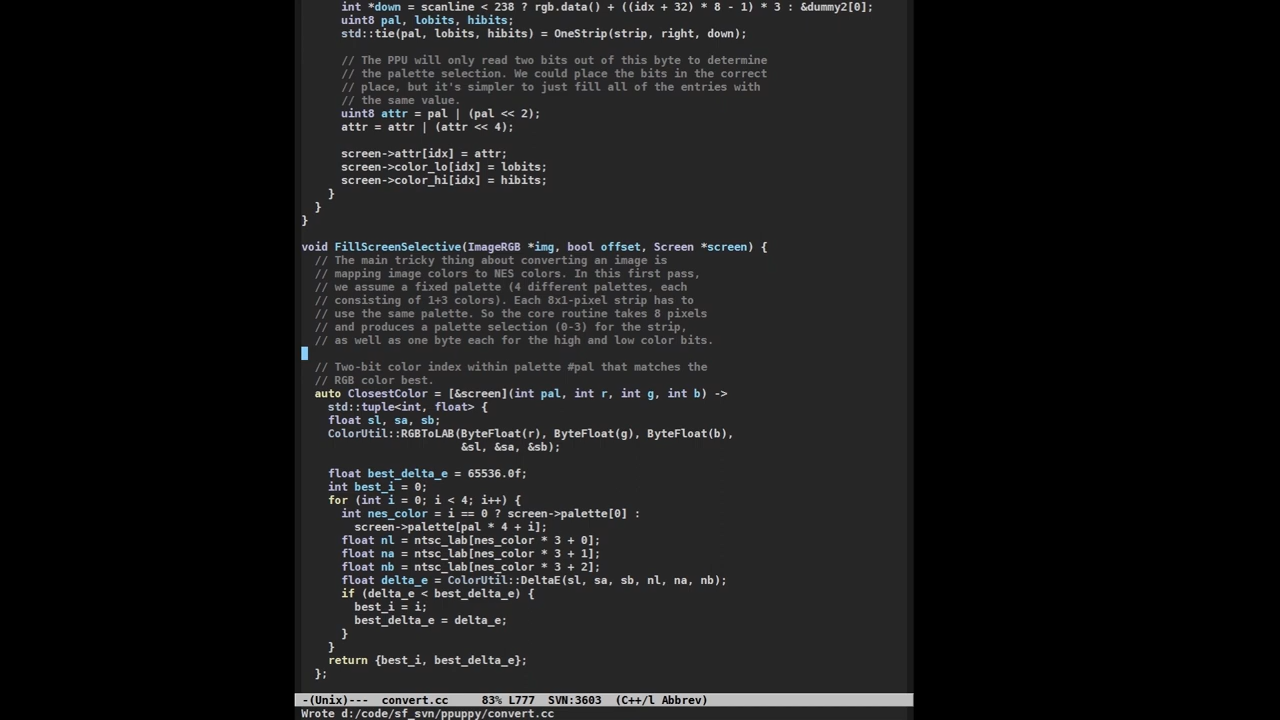 int *down = scanline < 238 ? rgb.data() + ((idx + 32) * 8 - 1) * 3 : &dummy2[0];
uint8 pal, lobits, hibits;
std::tie(pal, lobits, hibits) = OneStrip(strip, right, down);
// The PPU will only read two bits out of this byte to determine
// the palette selection. We could place the bits in the correct
// place, but it's simpler to just fill all of the entries with
// the same value.
uint8 attr = pal | (pal << 2);
attr = attr | (attr << 4);
screen->attr[idx] = attr;
screen->color_lo[idx] = lobits;
screen->color_hi[idx] = hibits;
}
}
}
void FillScreenSelective(ImageRGB *img, bool offset, Screen *screen) {
// The main tricky thing about converting an image is
// mapping image colors to NES colors. In this first pass,
// we assume a fixed palette (4 different palettes, each
// consisting of 1+3 colors). Each 8x1-pixel strip has to
// use the same palette. So the core routine takes 8 pixels
// and produces a palette selection (0-3) for the strip,
// as well as one byte each for the high and low color bits.
// Two-bit color index within palette #pal that matches the
// RGB color best.
auto ClosestColor = [&screen](int pal, int r, int g, int b) ->
std::tuple<int, float> {
float sl, sa, sb;
ColorUtil::RGBToLAB(ByteFloat(r), ByteFloat(g), ByteFloat(b),
&sl, &sa, &sb);
float best_delta_e = 65536.0f;
int best_i = 0;
for (int i = 0; i < 4; i++) {
int nes_color = i == 0 ? screen->palette[0] :
screen->palette[pal * 4 + i];
float nl = ntsc_lab[nes_color * 3 + 0];
float na = ntsc_lab[nes_color * 3 + 1];
float nb = ntsc_lab[nes_color * 3 + 2];
float delta_e = ColorUtil::DeltaE(sl, sa, sb, nl, na, nb);
if (delta_e < best_delta_e) {
best_i = i;
best_delta_e = delta_e;
}
}
return {best_i, best_delta_e};
};
-(Unix)--- convert.cc 83% L777 SVN:3603 (C++/l Abbrev)
Wrote d:/code/sf_svn/ppuppy/convert.cc